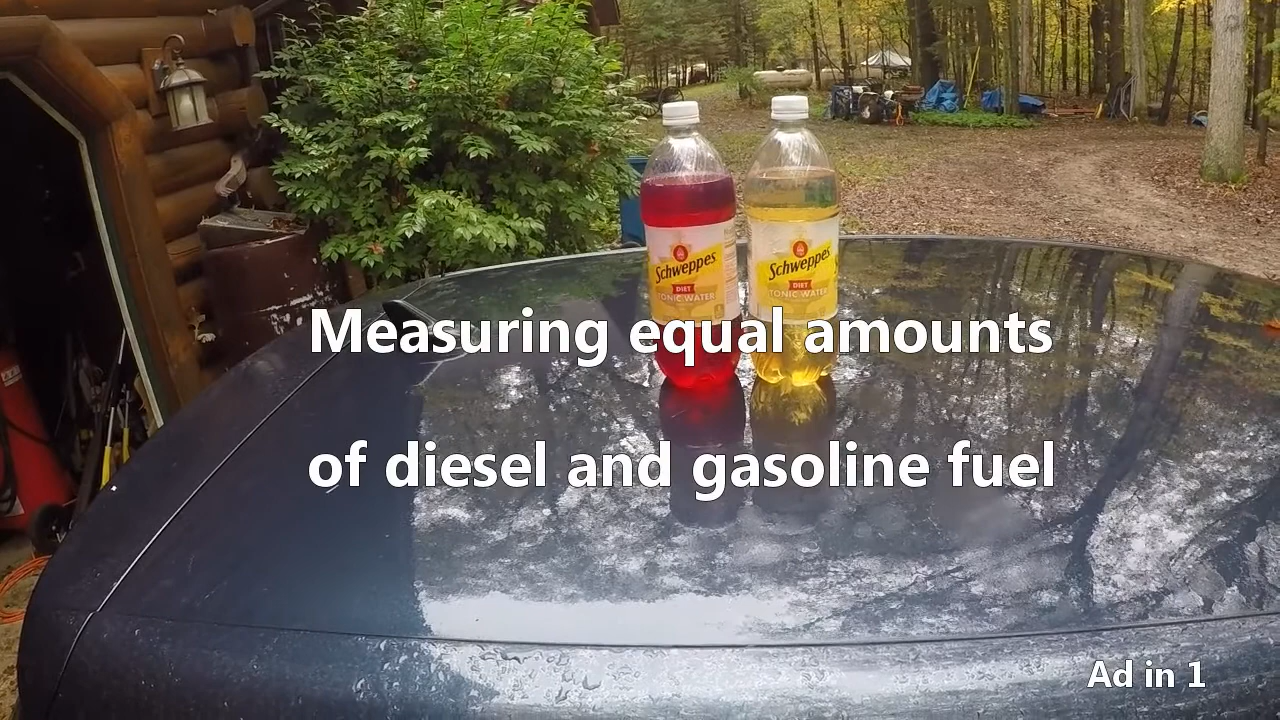 Schweppes
DIET
TONIC WATER
Schweppes
DIET
TONIC WATER
Measuring equal amounts
of diesel and gasoline fuel
Ad in 1